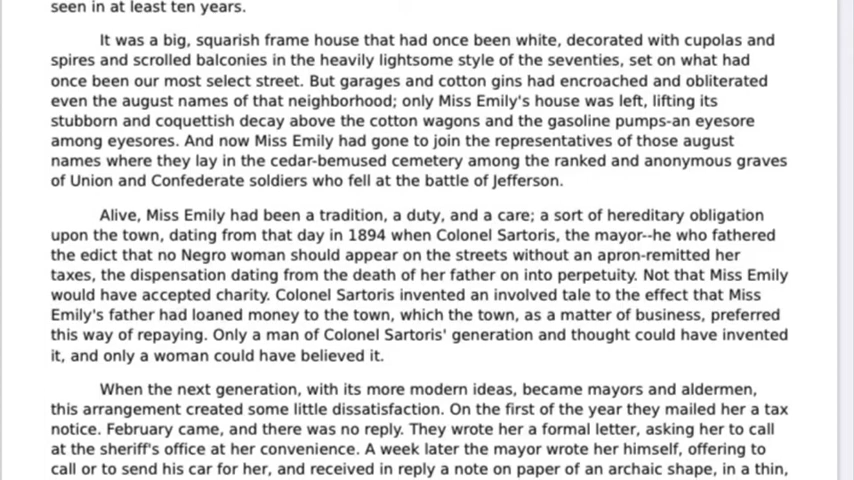 seen in at least ten years.
It was a big, squarish frame house that had once been white, decorated with cupolas and
spires and scrolled balconies in the heavily lightsome style of the seventies, set on what had
once been our most select street. But garages and cotton gins had encroached and obliterated
even the august names of that neighborhood; only Miss Emily's house was left, lifting its
stubborn and coquettish decay above the cotton wagons and the gasoline pumps-an eyesore
among eyesores. And now Miss Emily had gone to join the representatives of those august
names where they lay in the cedar-bemused cemetery among the ranked and anonymous graves
of Union and Confederate soldiers who fell at the battle of Jefferson.
Alive, Miss Emily had been a tradition, a duty, and a care; a sort of hereditary obligation
upon the town, dating from that day in 1894 when Colonel Sartoris, the mayor--he who fathered
the edict that no Negro woman should appear on the streets without an apron-remitted her
taxes, the dispensation dating from the death of her father on into perpetuity. Not that Miss Emily
would have accepted charity. Colonel Sartoris invented an involved tale to the effect that Miss
Emily's father had loaned money to the town, which the town, as a matter of business, preferred
this way of repaying. Only a man of Colonel Sartoris' generation and thought could have invented
it, and only a woman could have believed it.
When the next generation, with its more modern ideas, became mayors and aldermen,
this arrangement created some little dissatisfaction. On the first of the year they mailed her a tax
notice. February came, and there was no reply. They wrote her a formal letter, asking her to call
at the sheriff's office at her convenience. A week later the mayor wrote her himself, offering to
call or to send his car for her, and received in reply a note on paper of an archaic shape, in a thin,